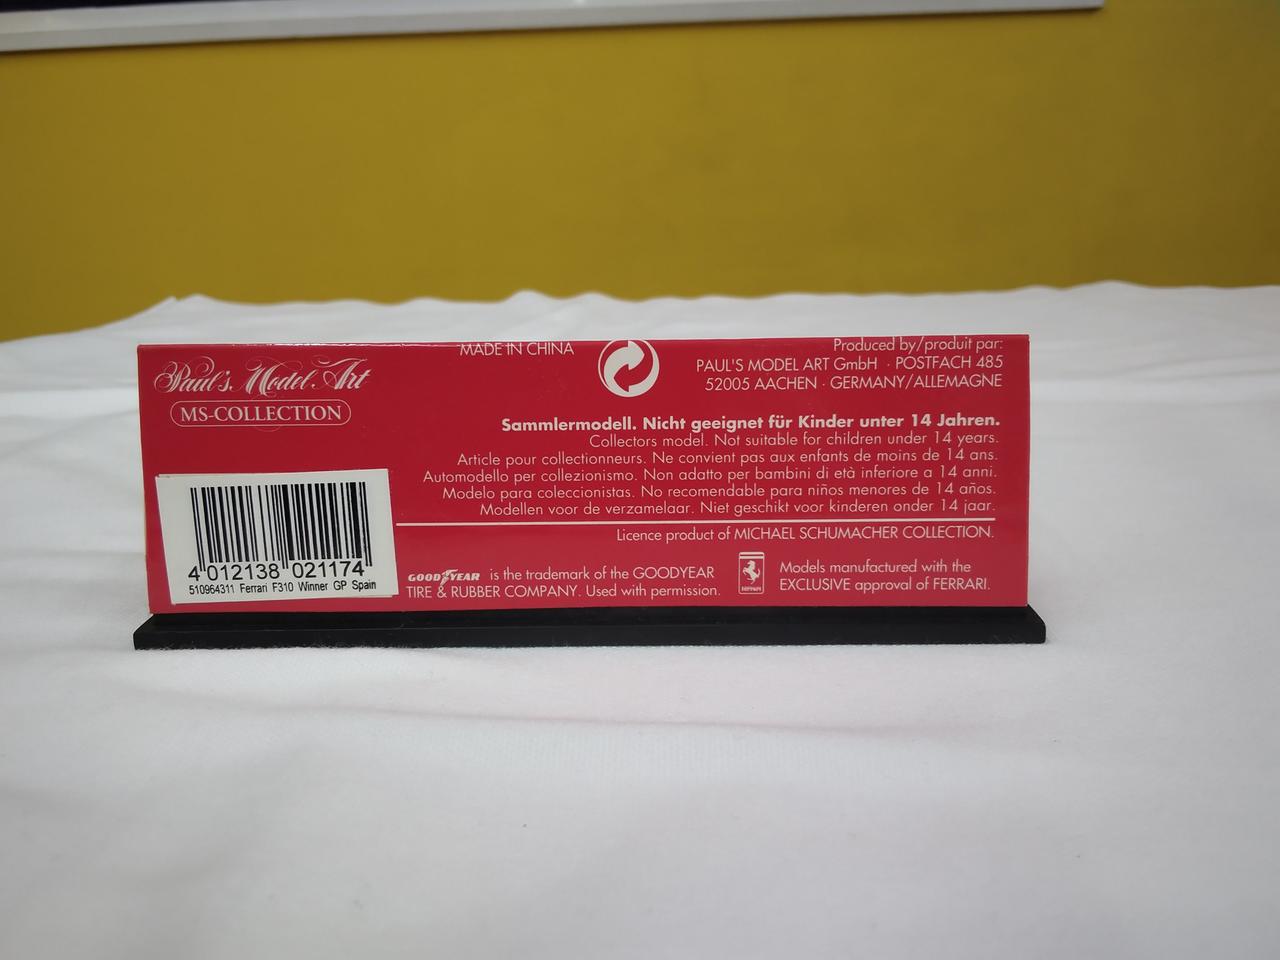 Paul's Model Art
MS-COLLECTION
MADE IN CHINA
Produced by/produit par:
PAUL'S MODEL ART GmbH · POSTFACH 485
52005 AACHEN · GERMANY/ALLEMAGNE
Sammlermodell. Nicht geeignet für Kinder unter 14 Jahren.
Collectors model. Not suitable for children under 14 years.
Article pour collectionneurs. Ne convient pas aux enfants de moins de 14 ans.
Automodello per collezionismo. Non adatto per bambini di età inferiore a 14 anni.
Modelo para coleccionistas. No recomendable para niños menores de 14 años.
Modellen voor de verzamelaar. Niet geschikt voor kinderen onder 14 jaar.
Licence product of MICHAEL SCHUMACHER COLLECTION.
4 012138 021174
510964311 Ferrari F310 Winner GP Spain
GOODYEAR is the trademark of the GOODYEAR
TIRE & RUBBER COMPANY. Used with permission.
FERRARI
Models manufactured with the
EXCLUSIVE approval of FERRARI.